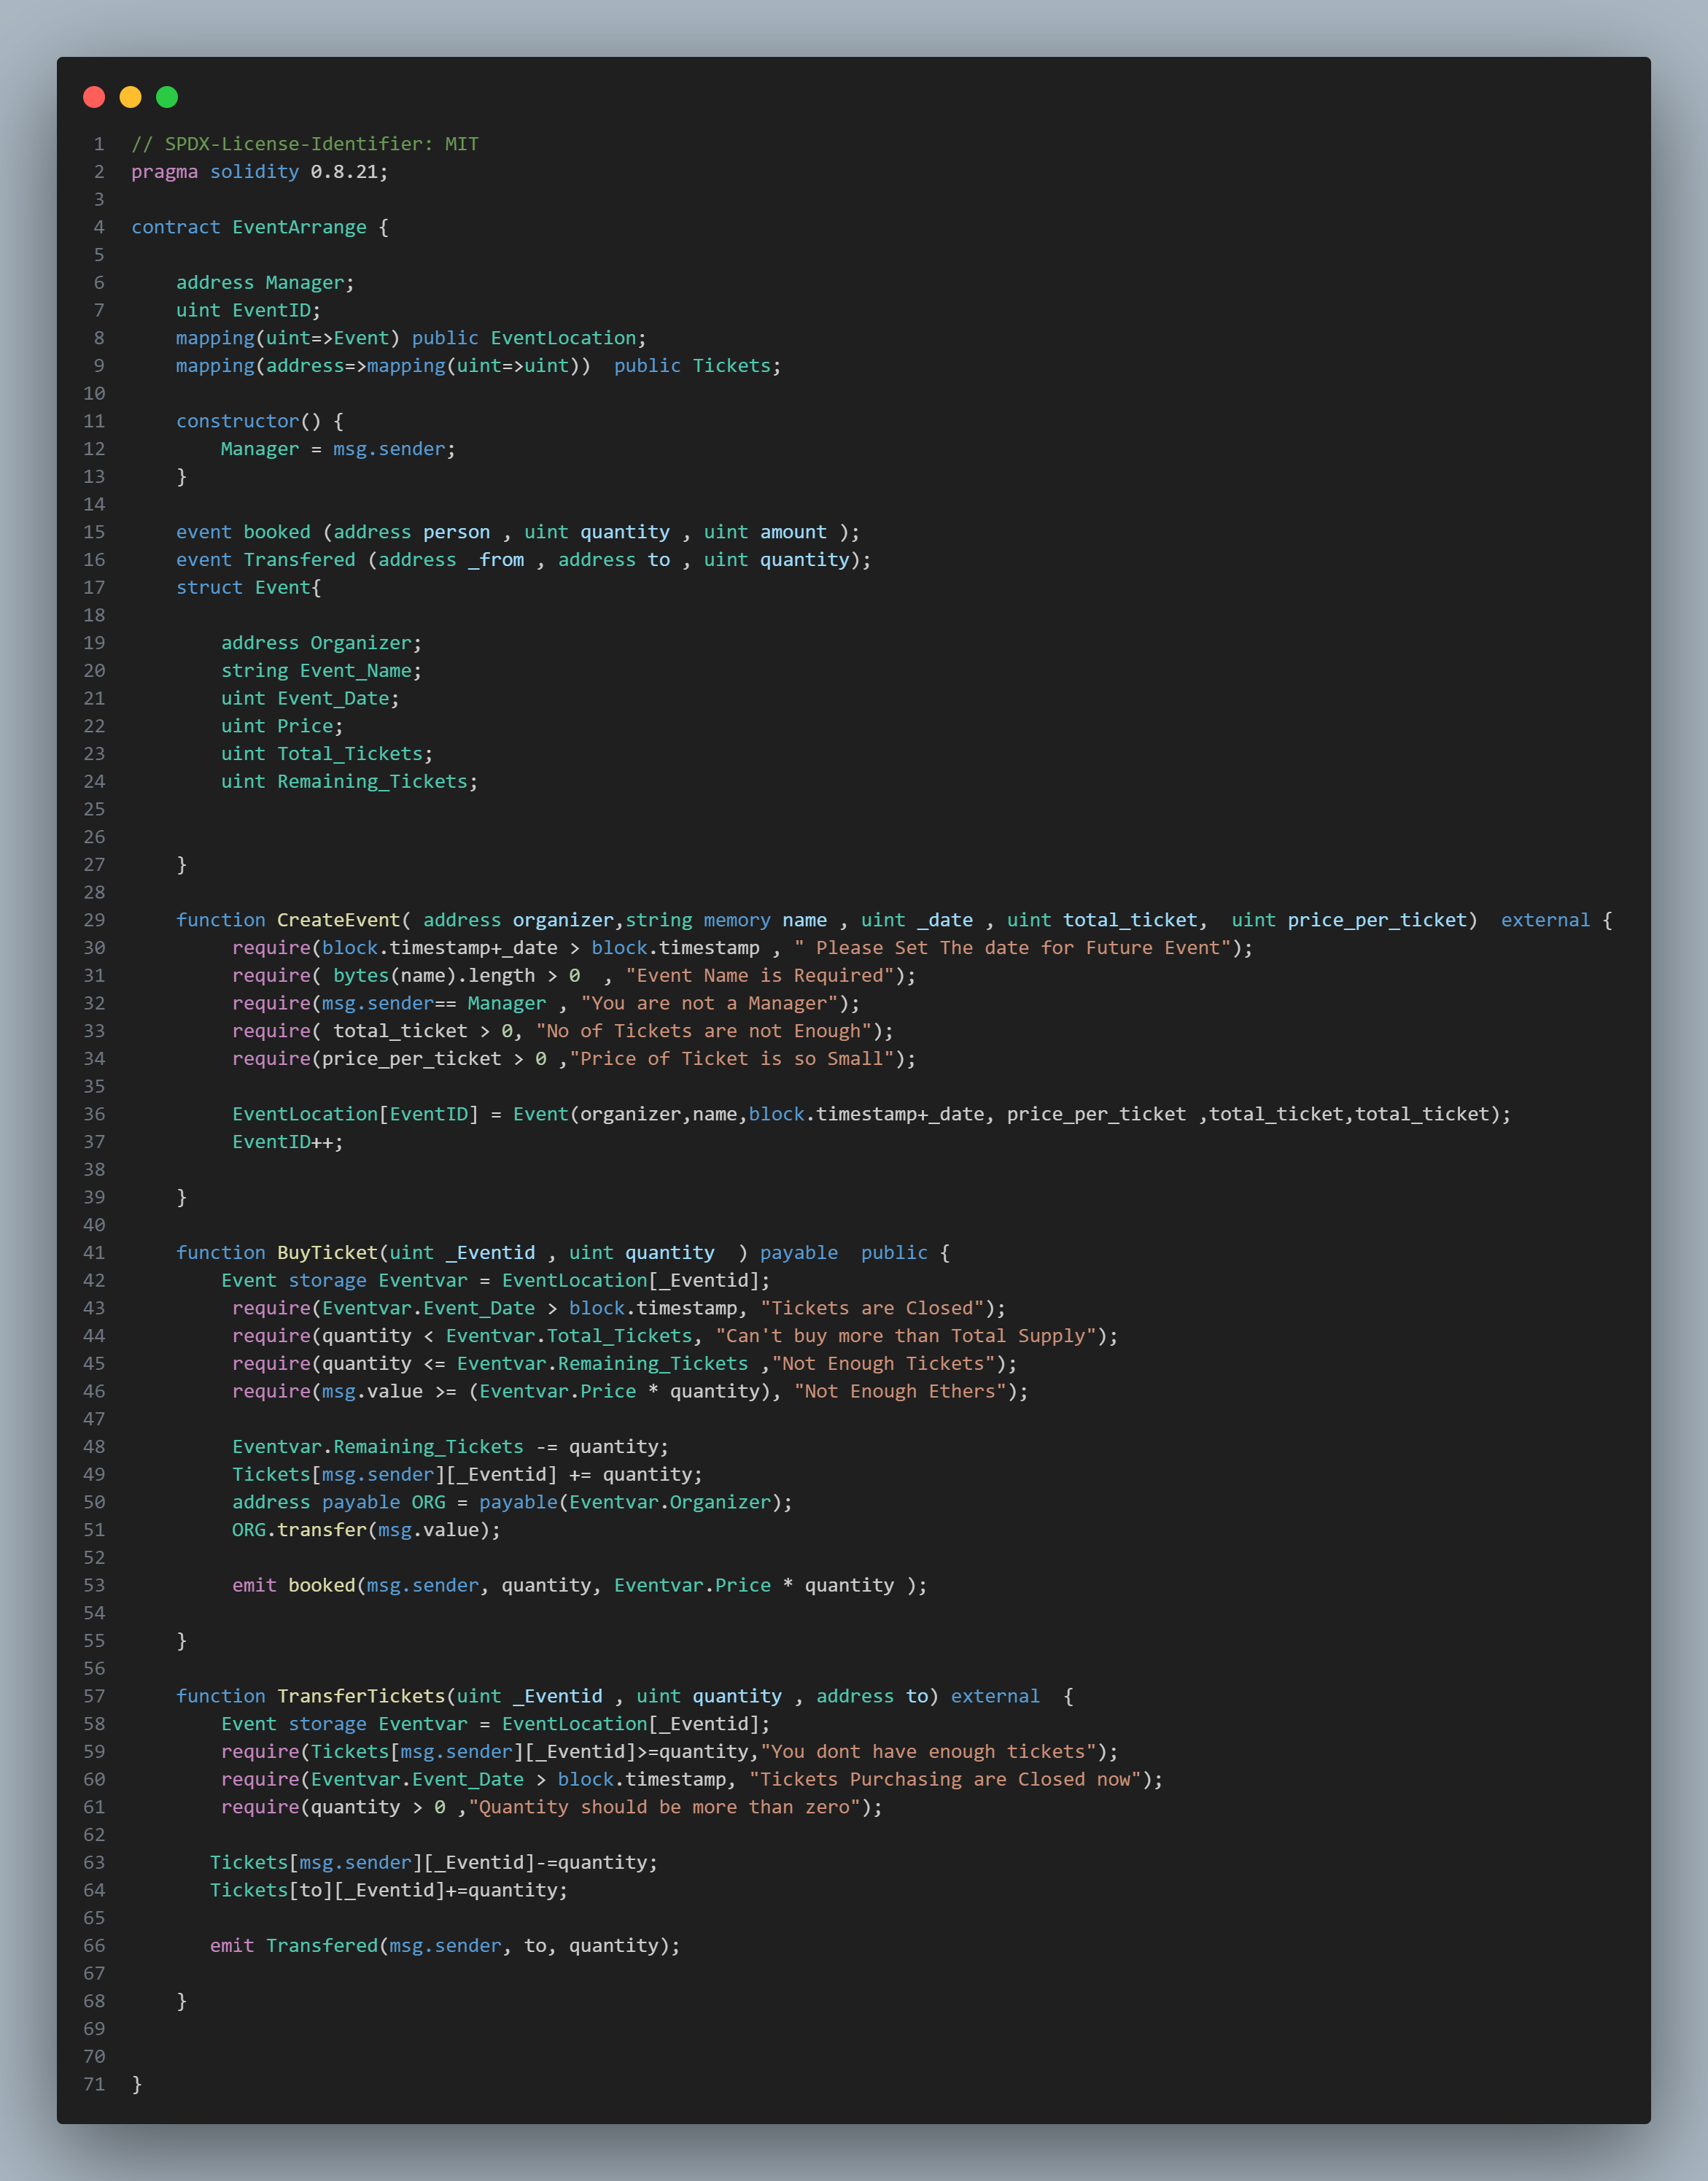 1 // SPDX-License-Identifier: MIT
2 pragma solidity 0.8.21;
3
4 contract EventArrange {
5
6     address Manager;
7     uint EventID;
8     mapping(uint=>Event) public EventLocation;
9     mapping(address=>mapping(uint=>uint))  public Tickets;
10
11     constructor() {
12         Manager = msg.sender;
13     }
14
15     event booked (address person , uint quantity , uint amount );
16     event Transfered (address _from , address to , uint quantity);
17     struct Event{
18
19         address Organizer;
20         string Event_Name;
21         uint Event_Date;
22         uint Price;
23         uint Total_Tickets;
24         uint Remaining_Tickets;
25
26
27     }
28
29     function CreateEvent( address organizer,string memory name , uint _date , uint total_ticket,  uint price_per_ticket)  external {
30          require(block.timestamp+_date > block.timestamp , " Please Set The date for Future Event");
31          require( bytes(name).length > 0  , "Event Name is Required");
32          require(msg.sender== Manager , "You are not a Manager");
33          require( total_ticket > 0, "No of Tickets are not Enough");
34          require(price_per_ticket > 0 ,"Price of Ticket is so Small");
35
36          EventLocation[EventID] = Event(organizer,name,block.timestamp+_date, price_per_ticket ,total_ticket,total_ticket);
37          EventID++;
38
39     }
40
41     function BuyTicket(uint _Eventid , uint quantity  ) payable  public {
42         Event storage Eventvar = EventLocation[_Eventid];
43          require(Eventvar.Event_Date > block.timestamp, "Tickets are Closed");
44          require(quantity < Eventvar.Total_Tickets, "Can't buy more than Total Supply");
45          require(quantity <= Eventvar.Remaining_Tickets ,"Not Enough Tickets");
46          require(msg.value >= (Eventvar.Price * quantity), "Not Enough Ethers");
47
48          Eventvar.Remaining_Tickets -= quantity;
49          Tickets[msg.sender][_Eventid] += quantity;
50          address payable ORG = payable(Eventvar.Organizer);
51          ORG.transfer(msg.value);
52
53          emit booked(msg.sender, quantity, Eventvar.Price * quantity );
54
55     }
56
57     function TransferTickets(uint _Eventid , uint quantity , address to) external  {
58         Event storage Eventvar = EventLocation[_Eventid];
59         require(Tickets[msg.sender][_Eventid]>=quantity,"You dont have enough tickets");
60         require(Eventvar.Event_Date > block.timestamp, "Tickets Purchasing are Closed now");
61         require(quantity > 0 ,"Quantity should be more than zero");
62
63        Tickets[msg.sender][_Eventid]-=quantity;
64        Tickets[to][_Eventid]+=quantity;
65
66        emit Transfered(msg.sender, to, quantity);
67
68     }
69
70
71 }